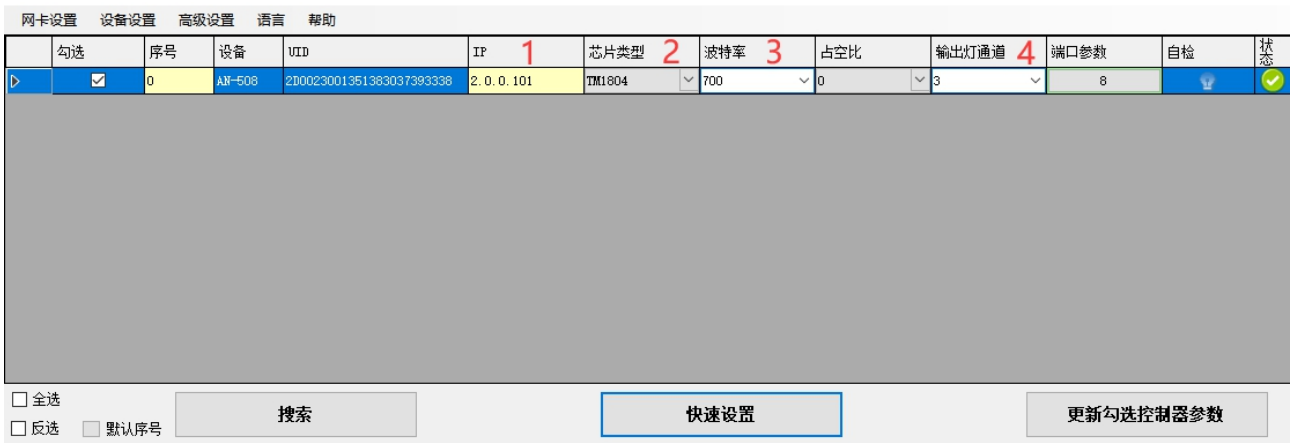 网卡设置 设备设置 高级设置 语言 帮助
勾选 序号 设备 UID IP 1 芯片类型 2 波特率 3 占空比 输出灯通道 4 端口参数 自检 状态
0 AN-508 2D0023001351383037393338 2.0.0.101 TM1804 700 0 3 8
全选
搜索 快速设置 更新勾选控制器参数
反选 默认序号